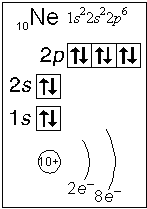 ₁₀Ne 1s²2s²2p⁶
2p ↑↓ ↑↓ ↑↓
2s ↑↓
1s ↑↓
10+
2e⁻ 8e⁻